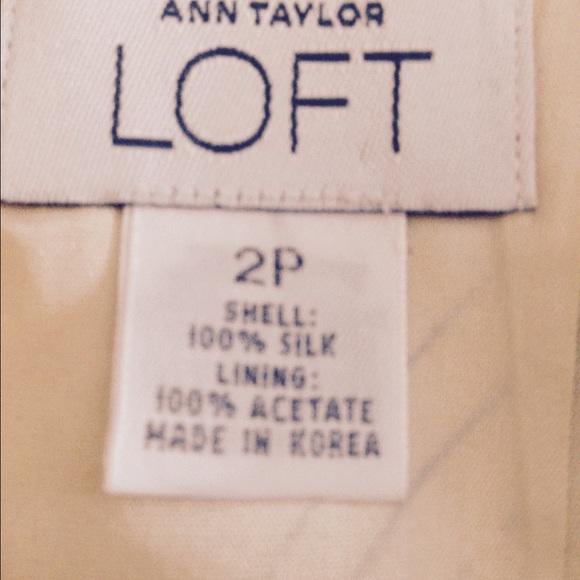 ANN TAYLOR
LOFT
2P
SHELL:
100% SILK
LINING:
100% ACETATE
MADE IN KOREA